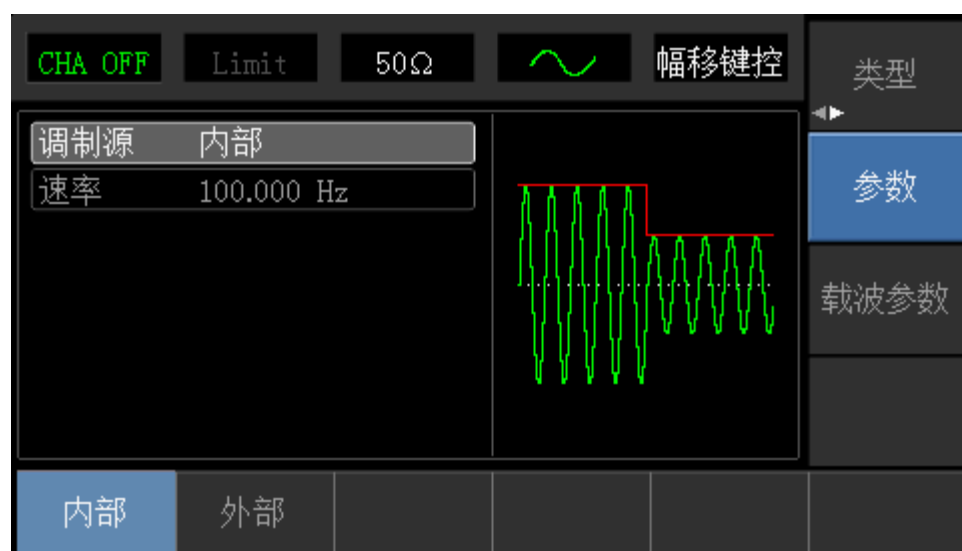 CHA OFF Limit 50Ω 幅移键控
类型
调制源 内部
速率 100.000 Hz
参数
载波参数
内部 外部